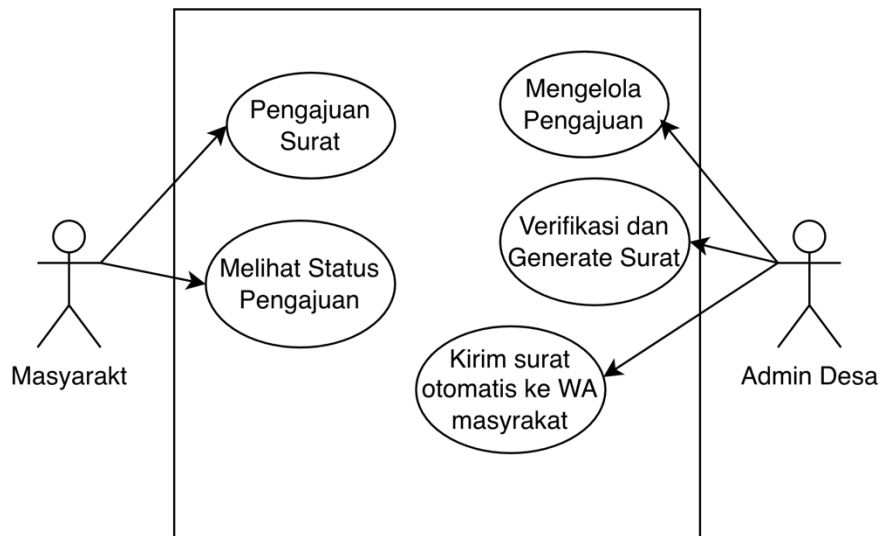 Pengajuan
Surat
Mengelola
Pengajuan
Melihat Status
Pengajuan
Verifikasi dan
Generate Surat
Kirim surat
otomatis ke WA
masyrakat
Masyarakt
Admin Desa